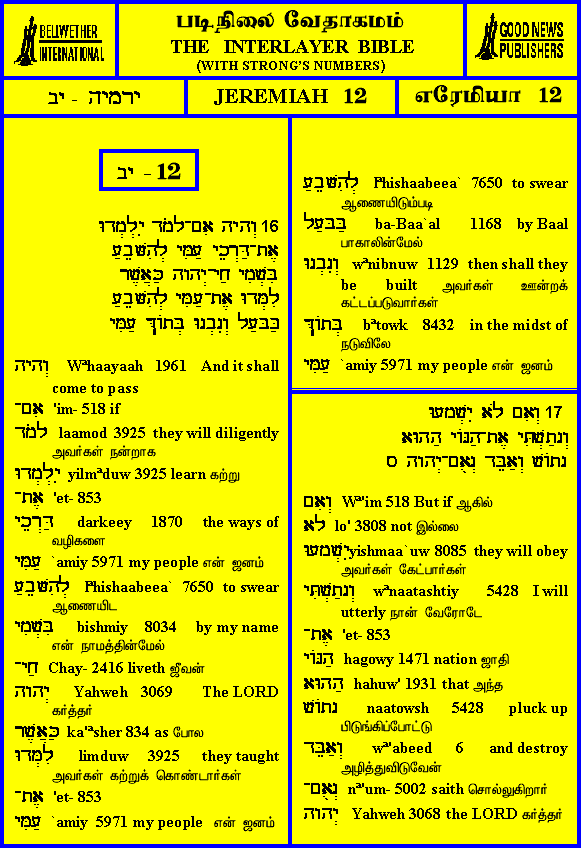 BELLWETHER
INTERNATIONAL
படிநிலை வேதாகமம்
THE INTERLAYER BIBLE
(WITH STRONG'S NUMBERS)
GOOD NEWS
PUBLISHERS
ירמיה - יב
JEREMIAH 12
எரேமியா 12
12 - יב
16 וְהָיָה אִם־לָמֹד יִלְמְדוּ
אֶת־דַּרְכֵי עַמִּי לְהִשָּׁבֵעַ
בִּשְׁמִי חַי־יְהוָה כַּאֲשֶׁר
לִמְּדוּ אֶת־עַמִּי לְהִשָּׁבֵעַ
בַּבָּעַל וְנִבְנוּ בְּתוֹךְ עַמִּי
וְהָיָה Wªhaayaah 1961 And it shall
come to pass
אִם־ 'im- 518 if
לָמֹד laamod 3925 they will diligently
அவர்கள் நன்றாக
יִלְמְדוּ yilmªduw 3925 learn கற்று
אֶת־ 'et- 853
דַּרְכֵי darkeey 1870 the ways of
வழிகளை
עַמִּי `amiy 5971 my people என் ஜனம்
לְהִשָּׁבֵעַ lªhishaabeea` 7650 to swear
ஆணையிட
בִּשְׁמִי bishmiy 8034 by my name
என் நாமத்தின்மேல்
חַי־ Chay- 2416 liveth ஜீவன்
יְהוָה Yahweh 3069 The LORD
கர்த்தர்
כַּאֲשֶׁר ka'ªsher 834 as போல
לִמְּדוּ limduw 3925 they taught
அவர்கள் கற்றுக் கொண்டார்கள்
אֶת־ 'et- 853
עַמִּי `amiy 5971 my people என் ஜனம்
לְהִשָּׁבֵעַ lªhishaabeea` 7650 to swear
ஆணையிடும்படி
בַּבָּעַל ba-Baa`al 1168 by Baal
பாகாலின்மேல்
וְנִבְנוּ wªnibnuw 1129 then shall they
be built அவர்கள் ஊன்றக்
கட்டப்படுவார்கள்
בְּתוֹךְ bªtowk 8432 in the midst of
நடுவிலே
עַמִּי `amiy 5971 my people என் ஜனம்
17 וְאִם לֹא יִשְׁמָעוּ
וְנָתַשְׁתִּי אֶת־הַגּוֹי הַהוּא
נָתוֹשׁ וְאַבֵּד נְאֻם־יְהוָה ס
וְאִם Wª'im 518 But if ஆகில்
לֹא lo' 3808 not இல்லை
יִשְׁמָעוּ yishmaa`uw 8085 they will obey
அவர்கள் கேட்பார்கள்
וְנָתַשְׁתִּי wªnaatashtiy 5428 I will
utterly நான் வேரோடே
אֶת־ 'et- 853
הַגּוֹי hagowy 1471 nation ஜாதி
הַהוּא hahuw' 1931 that அந்த
נָתוֹשׁ naatowsh 5428 pluck up
பிடுங்கிப்போட்டு
וְאַבֵּד wª'abeed 6 and destroy
அழித்துவிடுவேன்
נְאֻם־ nª'um- 5002 saith சொல்லுகிறார்
יְהוָה Yahweh 3068 the LORD கர்த்தர்